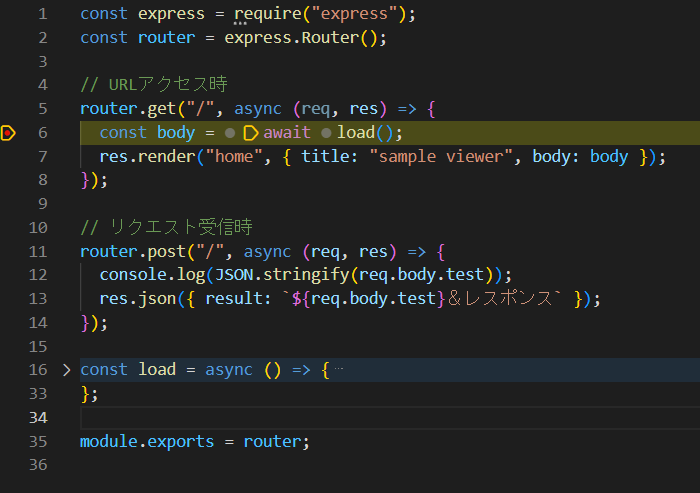 1 const express = require("express");
2 const router = express.Router();
3
4 // URLアクセス時
5 router.get("/", async (req, res) => {
6 const body = await load();
7 res.render("home", { title: "sample viewer", body: body });
8 });
9
10 // リクエスト受信時
11 router.post("/", async (req, res) => {
12 console.log(JSON.stringify(req.body.test));
13 res.json({ result: `${req.body.test}＆レスポンス` });
14 });
15
16 const load = async () => {…
33 };
34
35 module.exports = router;
36